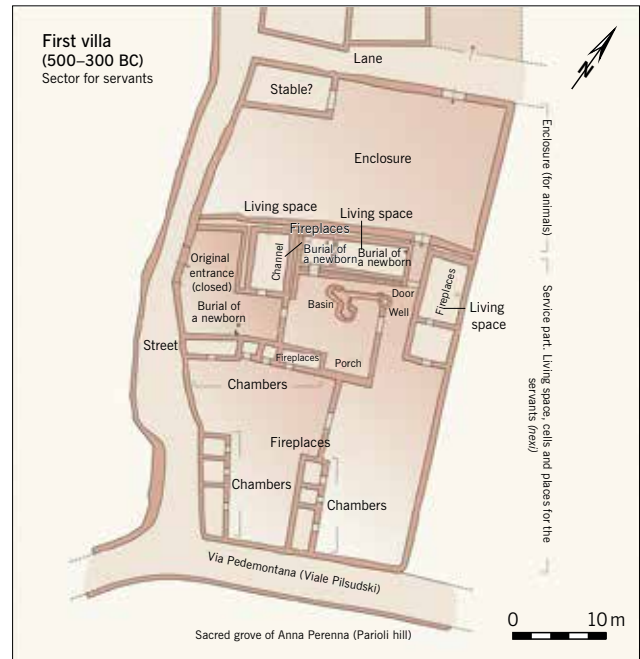 First villa
(500–300 BC)
Sector for servants
Lane
N
Stable?
Enclosure
Enclosure (for animals)
Living space
Living space
Fireplaces
Channel
Burial of
a newborn
Burial of
a newborn
Original
entrance
(closed)
Burial of
a newborn
Basin
Door
Well
Fireplaces
Living
space
Street
Fireplaces
Porch
Chambers
Fireplaces
Chambers
Chambers
Service part. Living space, cells and places for the
servants (nexi)
Via Pedemontana (Viale Pilsudski)
Sacred grove of Anna Perenna (Parioli hill)
0 10 m